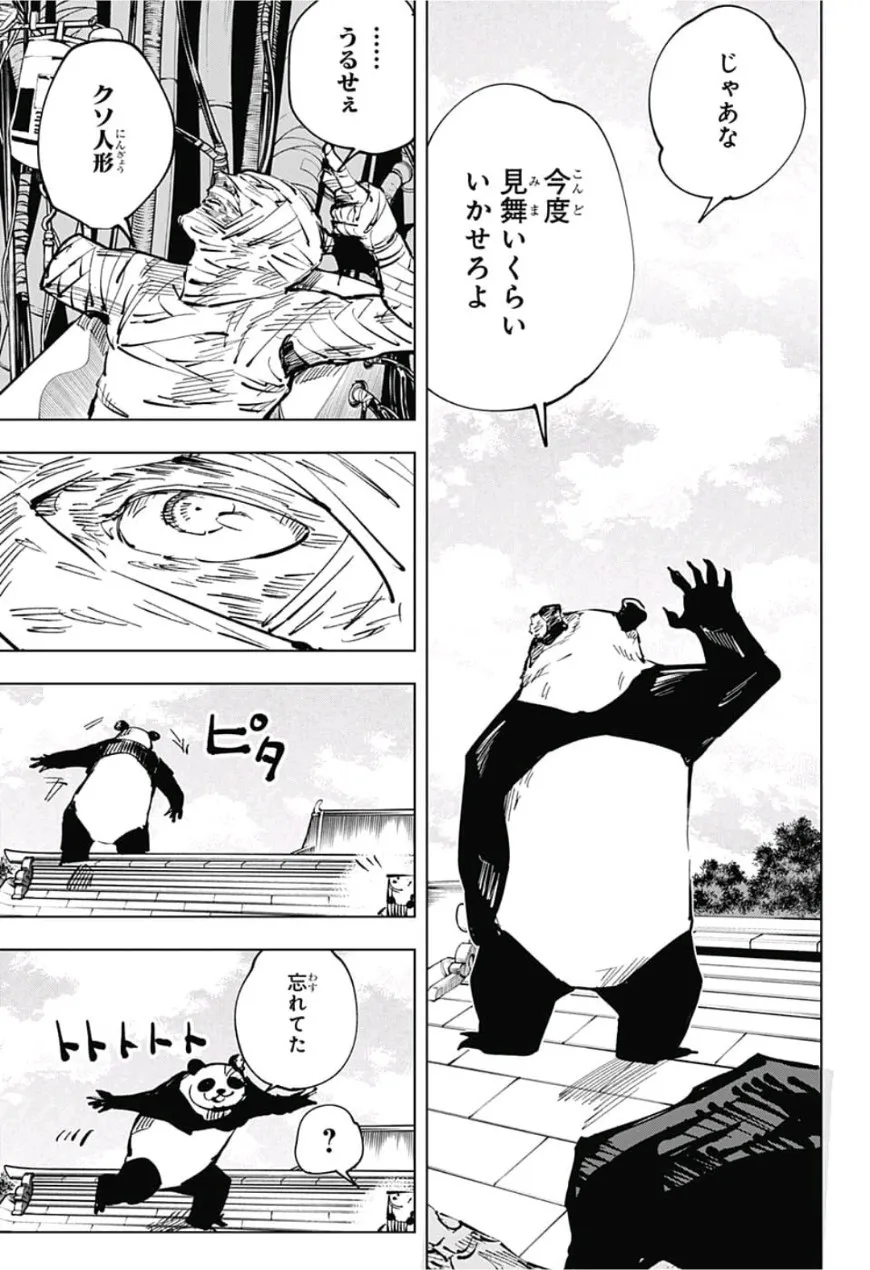 じゃあな
今度
見舞いくらい
いかせろよ
……
うるせぇ
クソ人形
ピタ
忘れてた
トトトトト
?